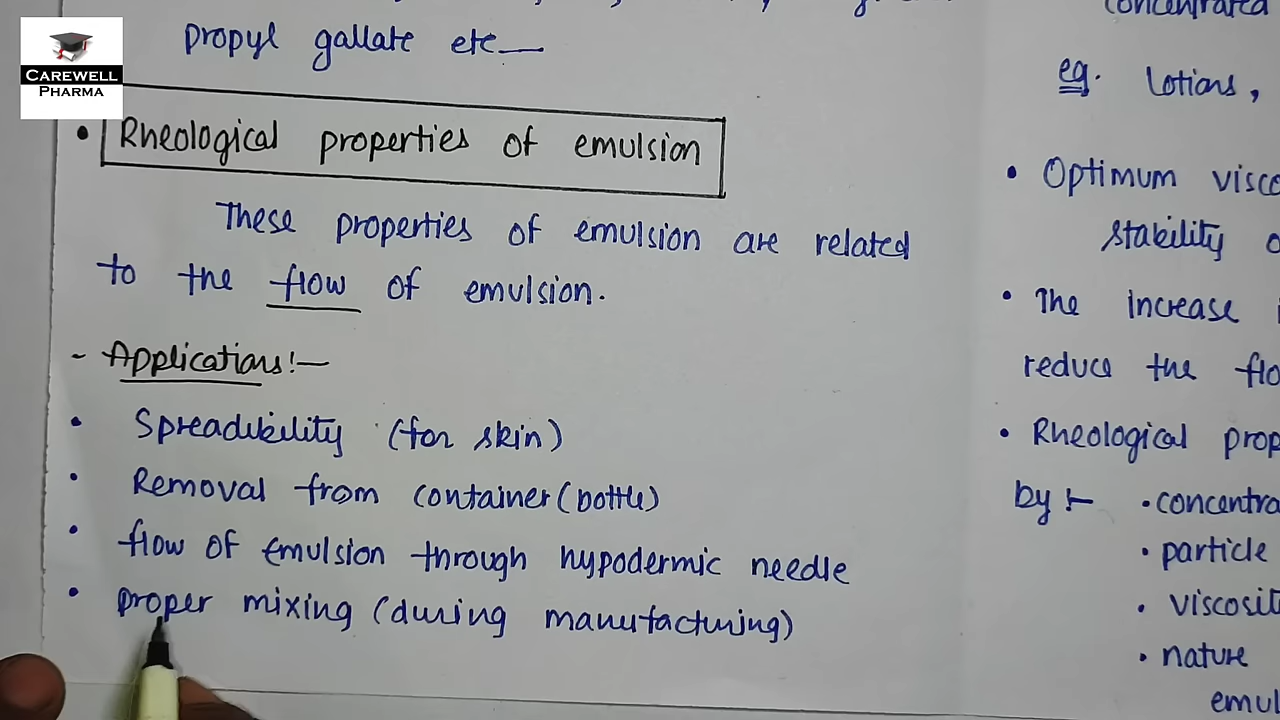 CAREWELL
PHARMA
propyl gallate etc—
• Rheological properties of emulsion
These properties of emulsion are related
to the flow of emulsion.
- Applications:—
• Spreadibility (for skin)
• Removal from container (bottle)
• flow of emulsion through hypodermic needle
• proper mixing (during manufacturing)
concentrated
eg. Lotions,
• Optimum visco
stability o
• The increase
reduce the flo
• Rheological prop
by :- • concentra
• particle
• viscosit
• nature
emul